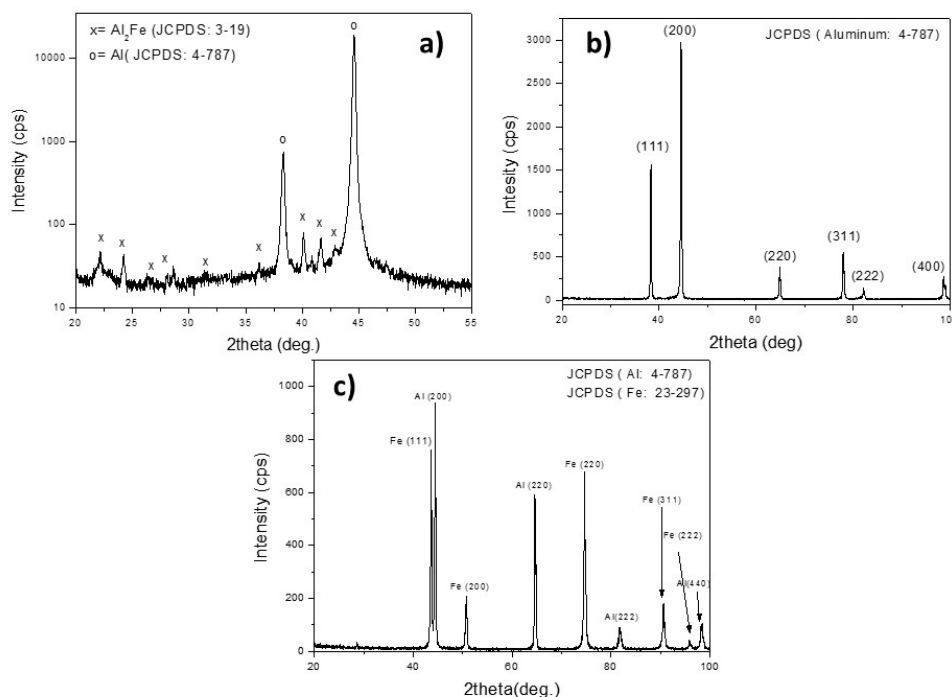 x= Al₂Fe (JCPDS: 3-19)
o= Al( JCPDS: 4-787)
a)
10000
1000
100
10
Intensity (cps)
x
x
x
x
x
x
o
x
x
x
o
20
25
30
35
40
45
50
55
2theta (deg.)
b)
JCPDS ( Aluminum: 4-787)
3000
2500
2000
1500
1000
500
0
Intesity (cps)
(111)
(200)
(220)
(311)
(222)
(400)
20
40
60
80
100
2theta (deg)
c)
JCPDS ( Al: 4-787)
JCPDS ( Fe: 23-297)
1000
800
600
400
200
0
Intensity (cps)
Fe (111)
Al (200)
Fe (200)
Al (220)
Fe (220)
Al(222)
Fe (311)
Fe (222)
Al(440)
20
40
60
80
100
2theta(deg.)